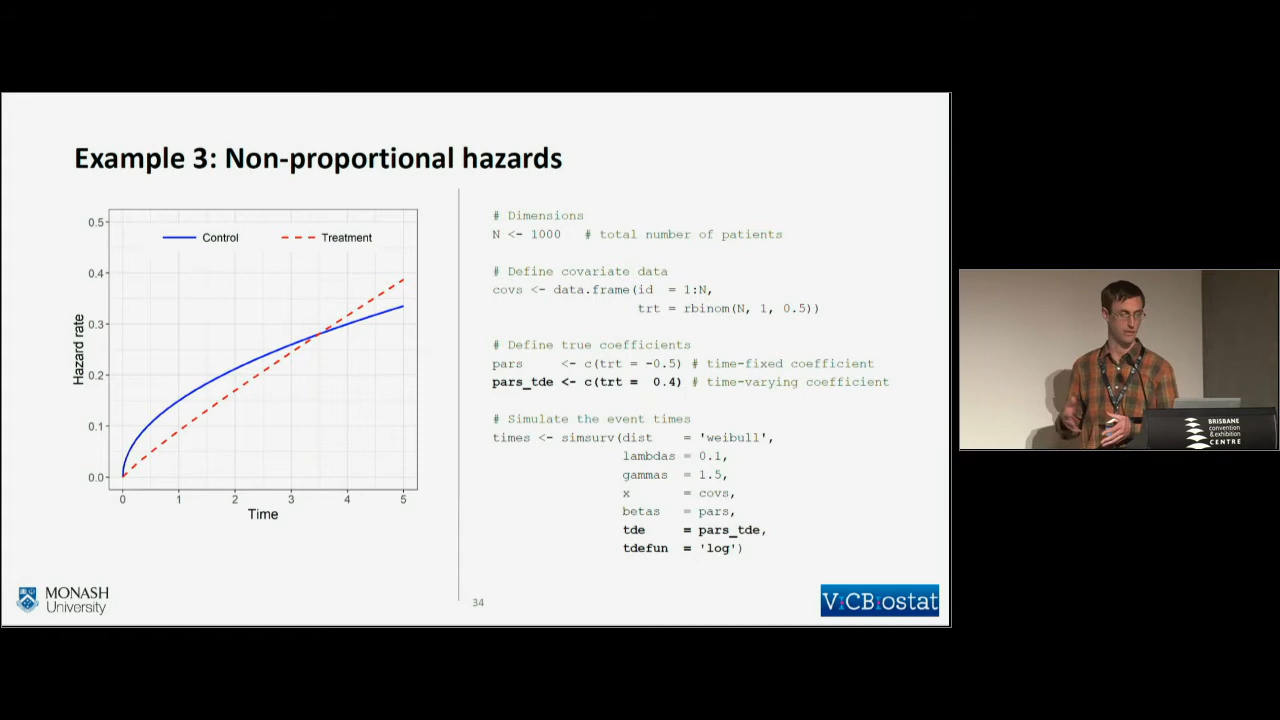 Example 3: Non-proportional hazards
0.5
0.4
0.3
0.2
0.1
0.0
Hazard rate
Control
Treatment
0 1 2 3 4 5
Time
# Dimensions
N <- 1000 # total number of patients
# Define covariate data
covs <- data.frame(id = 1:N,
trt = rbinom(N, 1, 0.5))
# Define true coefficients
pars <- c(trt = -0.5) # time-fixed coefficient
pars_tde <- c(trt = 0.4) # time-varying coefficient
# Simulate the event times
times <- simsurv(dist = 'weibull',
lambdas = 0.1,
gammas = 1.5,
x = covs,
betas = pars,
tde = pars_tde,
tdefun = 'log')
MONASH
University
34
ViCBiostat
BRISBANE
convention
& exhibition
CENTRE